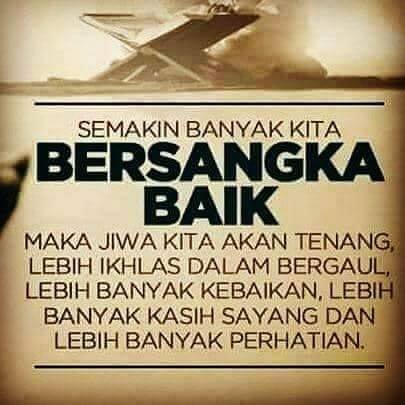 SEMAKIN BANYAK KITA
BERSANGKA
BAIK
MAKA JIWA KITA AKAN TENANG,
LEBIH IKHLAS DALAM BERGAUL,
LEBIH BANYAK KEBAIKAN, LEBIH
BANYAK KASIH SAYANG DAN
LEBIH BANYAK PERHATIAN.